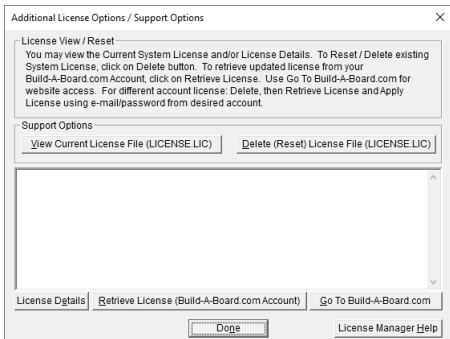 Additional License Options / Support Options
License View / Reset
You may view the Current System License and/or License Details. To Reset / Delete existing
System License, click on Delete button. To retrieve updated license from your
Build-A-Board.com Account, click on Retrieve License. Use Go To Build-A-Board.com for
website access. For different account license: Delete, then Retrieve License and Apply
License using e-mail/password from desired account.
Support Options
View Current License File (LICENSE.LIC) Delete (Reset) License File (LICENSE.LIC)
License Details Retrieve License (Build-A-Board.com Account) Go To Build-A-Board.com
Done License Manager Help